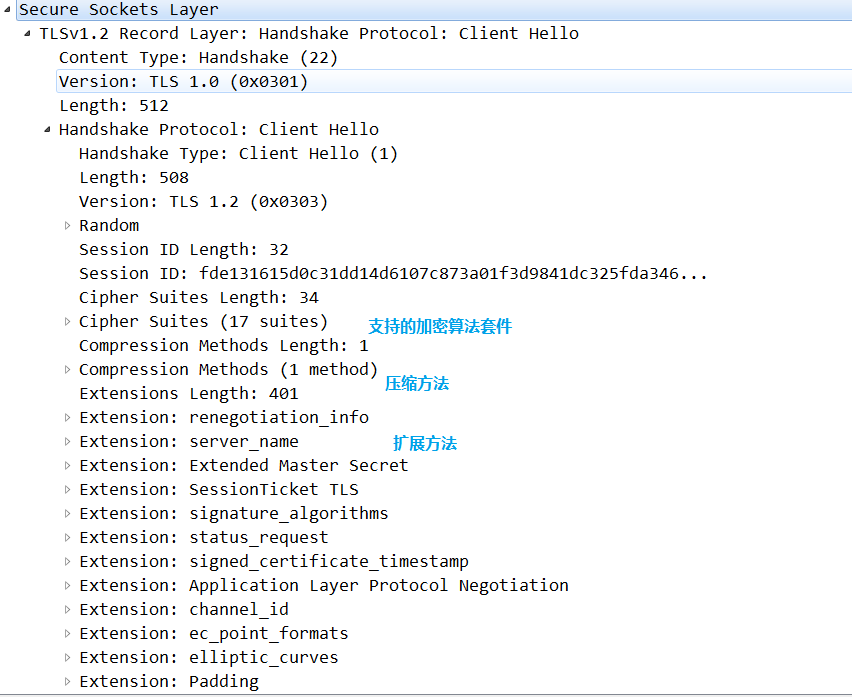 Secure Sockets Layer
TLSv1.2 Record Layer: Handshake Protocol: Client Hello
Content Type: Handshake (22)
Version: TLS 1.0 (0x0301)
Length: 512
Handshake Protocol: Client Hello
Handshake Type: Client Hello (1)
Length: 508
Version: TLS 1.2 (0x0303)
Random
Session ID Length: 32
Session ID: fde131615d0c31dd14d6107c873a01f3d9841dc325fda346...
Cipher Suites Length: 34
Cipher Suites (17 suites) 支持的加密算法套件
Compression Methods Length: 1
Compression Methods (1 method) 压缩方法
Extensions Length: 401
Extension: renegotiation_info
Extension: server_name 扩展方法
Extension: Extended Master Secret
Extension: SessionTicket TLS
Extension: signature_algorithms
Extension: status_request
Extension: signed_certificate_timestamp
Extension: Application Layer Protocol Negotiation
Extension: channel_id
Extension: ec_point_formats
Extension: elliptic_curves
Extension: Padding